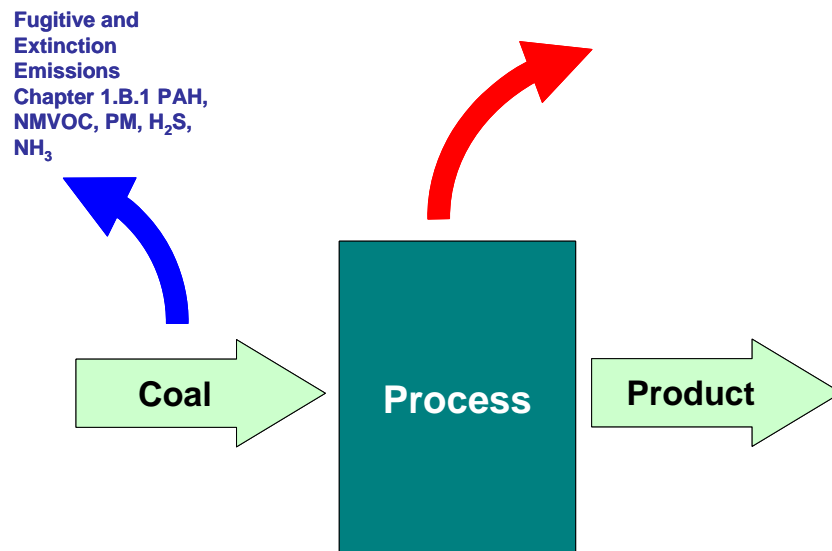 Fugitive and
Extinction
Emissions
Chapter 1.B.1 PAH,
NMVOC, PM, H₂S,
NH₃
Coal
Process
Product